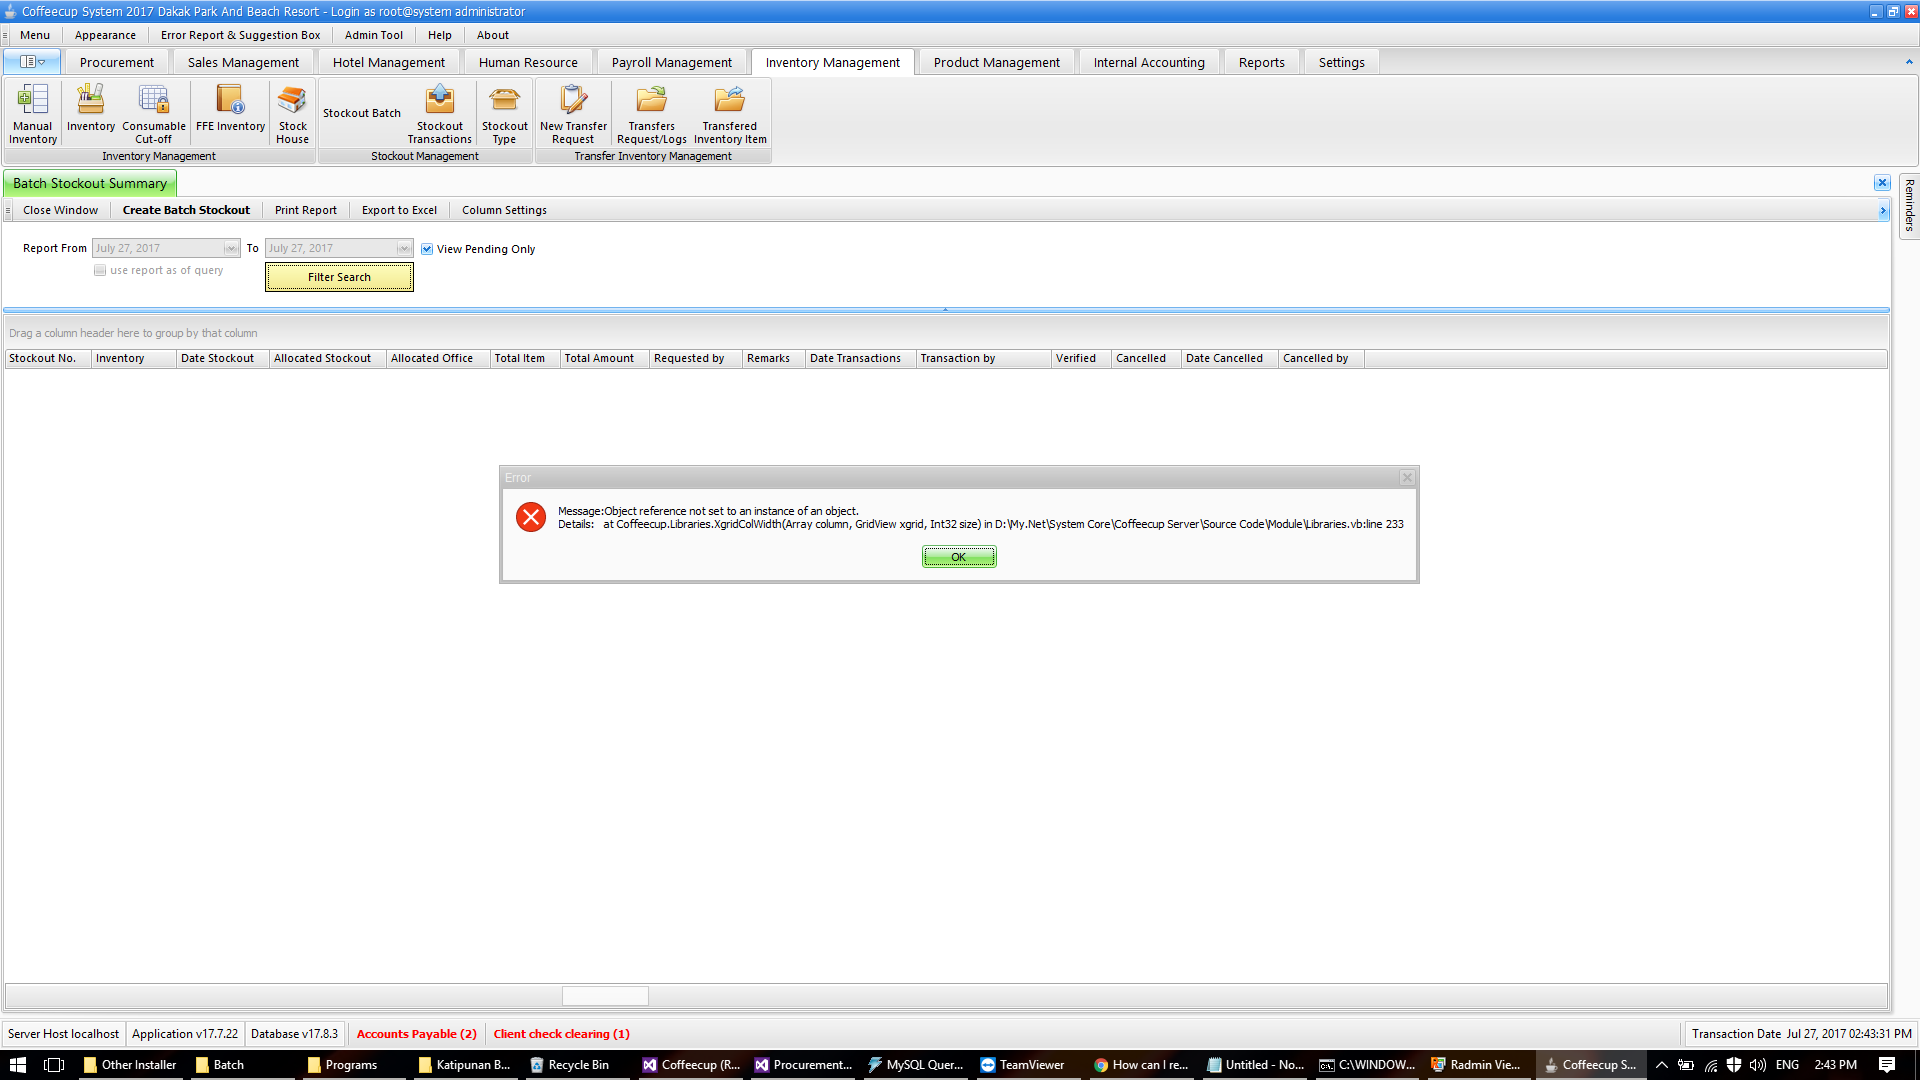 Coffeecup System 2017 Dakak Park And Beach Resort - Login as root@system administrator
Menu Appearance Error Report & Suggestion Box Admin Tool Help About
Procurement Sales Management Hotel Management Human Resource Payroll Management Inventory Management Product Management Internal Accounting Reports Settings
Manual Inventory Inventory Consumable Cut-off FFE Inventory Stock House Stockout Batch Stockout Transactions Stockout Type New Transfer Request Transfers Request/Logs Transfered Inventory Item
Inventory Management Stockout Management Transfer Inventory Management
Batch Stockout Summary
Reminders
Close Window Create Batch Stockout Print Report Export to Excel Column Settings
Report From July 27, 2017 To July 27, 2017 View Pending Only
use report as of query
Filter Search
Drag a column header here to group by that column
Stockout No. Inventory Date Stockout Allocated Stockout Allocated Office Total Item Total Amount Requested by Remarks Date Transactions Transaction by Verified Cancelled Date Cancelled Cancelled by
Error
Message:Object reference not set to an instance of an object.
Details: at Coffeecup.Libraries.XgridColWidth(Array column, GridView xgrid, Int32 size) in D:\My.Net\System Core\Coffeecup Server\Source Code\Module\Libraries.vb:line 233
OK
Server Host localhost Application v17.7.22 Database v17.8.3 Accounts Payable (2) Client check clearing (1) Transaction Date Jul 27, 2017 02:43:31 PM
Other Installer Batch Programs Katipunan B... Recycle Bin Coffeecup (R... Procurement... MySQL Quer... TeamViewer How can I re... Untitled - No... C:\WINDOW... Radmin Vie... Coffeecup S... ENG 2:43 PM